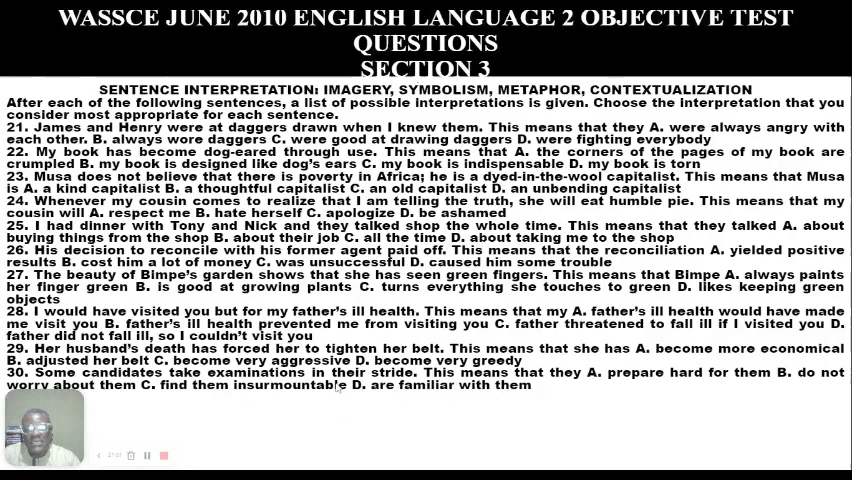 WASSCE JUNE 2010 ENGLISH LANGUAGE 2 OBJECTIVE TEST
QUESTIONS
SECTION 3
SENTENCE INTERPRETATION: IMAGERY, SYMBOLISM, METAPHOR, CONTEXTUALIZATION
After each of the following sentences, a list of possible interpretations is given. Choose the interpretation that you
consider most appropriate for each sentence.
21. James and Henry were at daggers drawn when I knew them. This means that they A. were always angry with
each other. B. always wore daggers C. were good at drawing daggers D. were fighting everybody
22. My book has become dog-eared through use. This means that A. the corners of the pages of my book are
crumpled B. my book is designed like dog's ears C. my book is indispensable D. my book is torn
23. Musa does not believe that there is poverty in Africa; he is a dyed-in-the-wool capitalist. This means that Musa
is A. a kind capitalist B. a thoughtful capitalist C. an old capitalist D. an unbending capitalist
24. Whenever my cousin comes to realize that I am telling the truth, she will eat humble pie. This means that my
cousin will A. respect me B. hate herself C. apologize D. be ashamed
25. I had dinner with Tony and Nick and they talked shop the whole time. This means that they talked A. about
buying things from the shop B. about their job C. all the time D. about taking me to the shop
26. His decision to reconcile with his former agent paid off. This means that the reconciliation A. yielded positive
results B. cost him a lot of money C. was unsuccessful D. caused him some trouble
27. The beauty of Bimpe's garden shows that she has seen green fingers. This means that Bimpe A. always paints
her finger green B. is good at growing plants C. turns everything she touches to green D. likes keeping green
objects
28. I would have visited you but for my father's ill health. This means that my A. father's ill health would have made
me visit you B. father's ill health prevented me from visiting you C. father threatened to fall ill if I visited you D.
father did not fall ill, so I couldn't visit you
29. Her husband's death has forced her to tighten her belt. This means that she has A. become more economical
B. adjusted her belt C. become very aggressive D. become very greedy
30. Some candidates take examinations in their stride. This means that they A. prepare hard for them B. do not
worry about them C. find them insurmountable D. are familiar with them